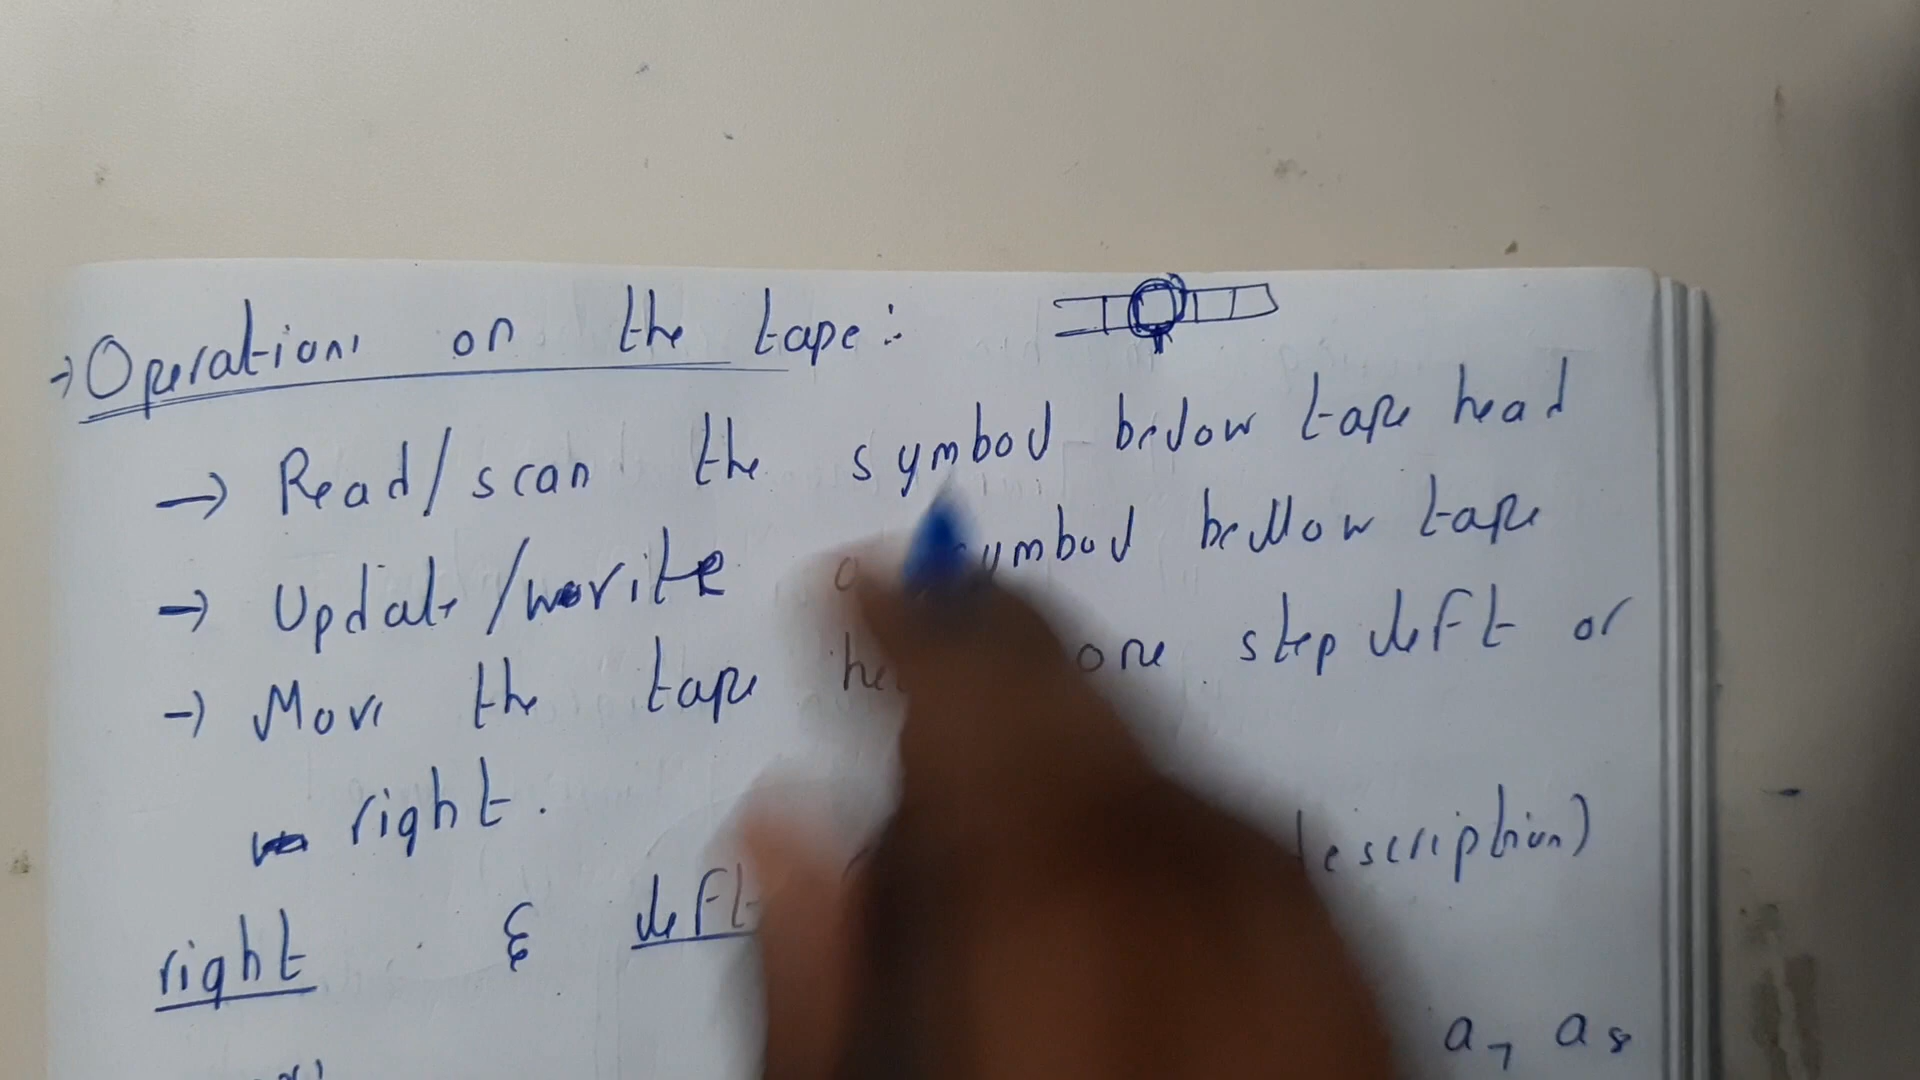 → Operations on the tape:
→ Read/scan the symbol below tape head
→ Update/write a symbol bellow tape
→ Move the tape one step left or
right.
right & left description)
a7 a8